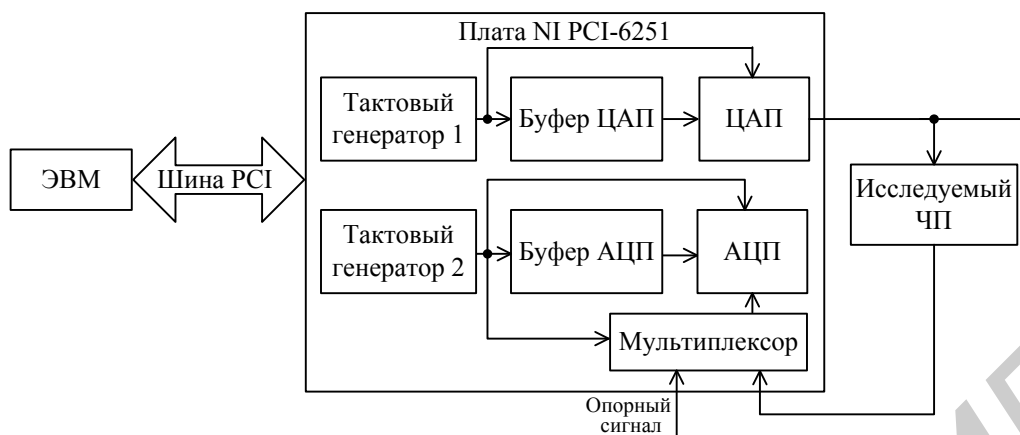 Плата NI PCI-6251
Тактовый
генератор 1
Буфер ЦАП
ЦАП
ЭВМ
Шина PCI
Исследуемый
ЧП
Тактовый
генератор 2
Буфер АЦП
АЦП
Мультиплексор
Опорный
сигнал